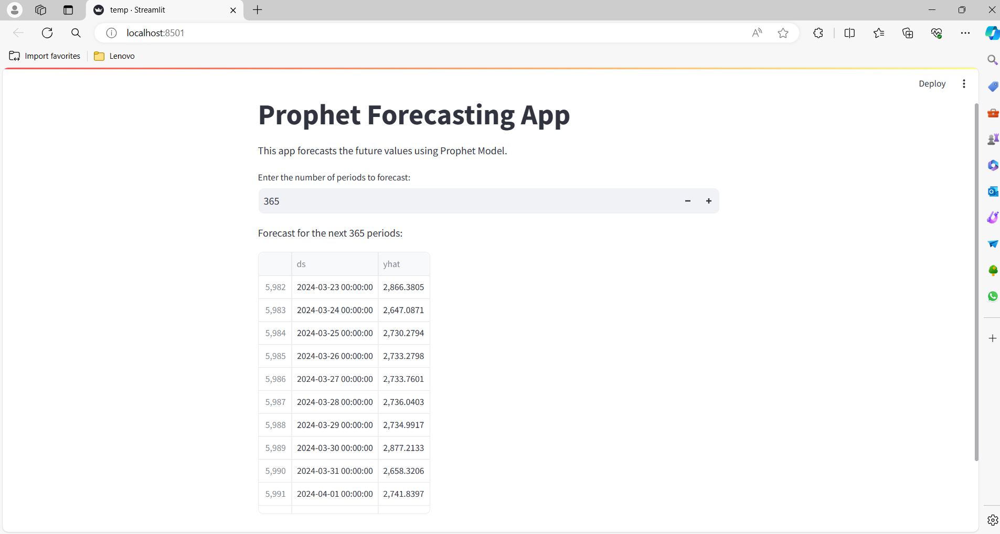 temp · Streamlit
localhost:8501
Import favorites
Lenovo
Deploy
Prophet Forecasting App
This app forecasts the future values using Prophet Model.
Enter the number of periods to forecast:
365
Forecast for the next 365 periods:
ds yhat
5,982 2024-03-23 00:00:00 2,866.3805
5,983 2024-03-24 00:00:00 2,647.0871
5,984 2024-03-25 00:00:00 2,730.2794
5,985 2024-03-26 00:00:00 2,733.2798
5,986 2024-03-27 00:00:00 2,733.7601
5,987 2024-03-28 00:00:00 2,736.0403
5,988 2024-03-29 00:00:00 2,734.9917
5,989 2024-03-30 00:00:00 2,877.2133
5,990 2024-03-31 00:00:00 2,658.3206
5,991 2024-04-01 00:00:00 2,741.8397